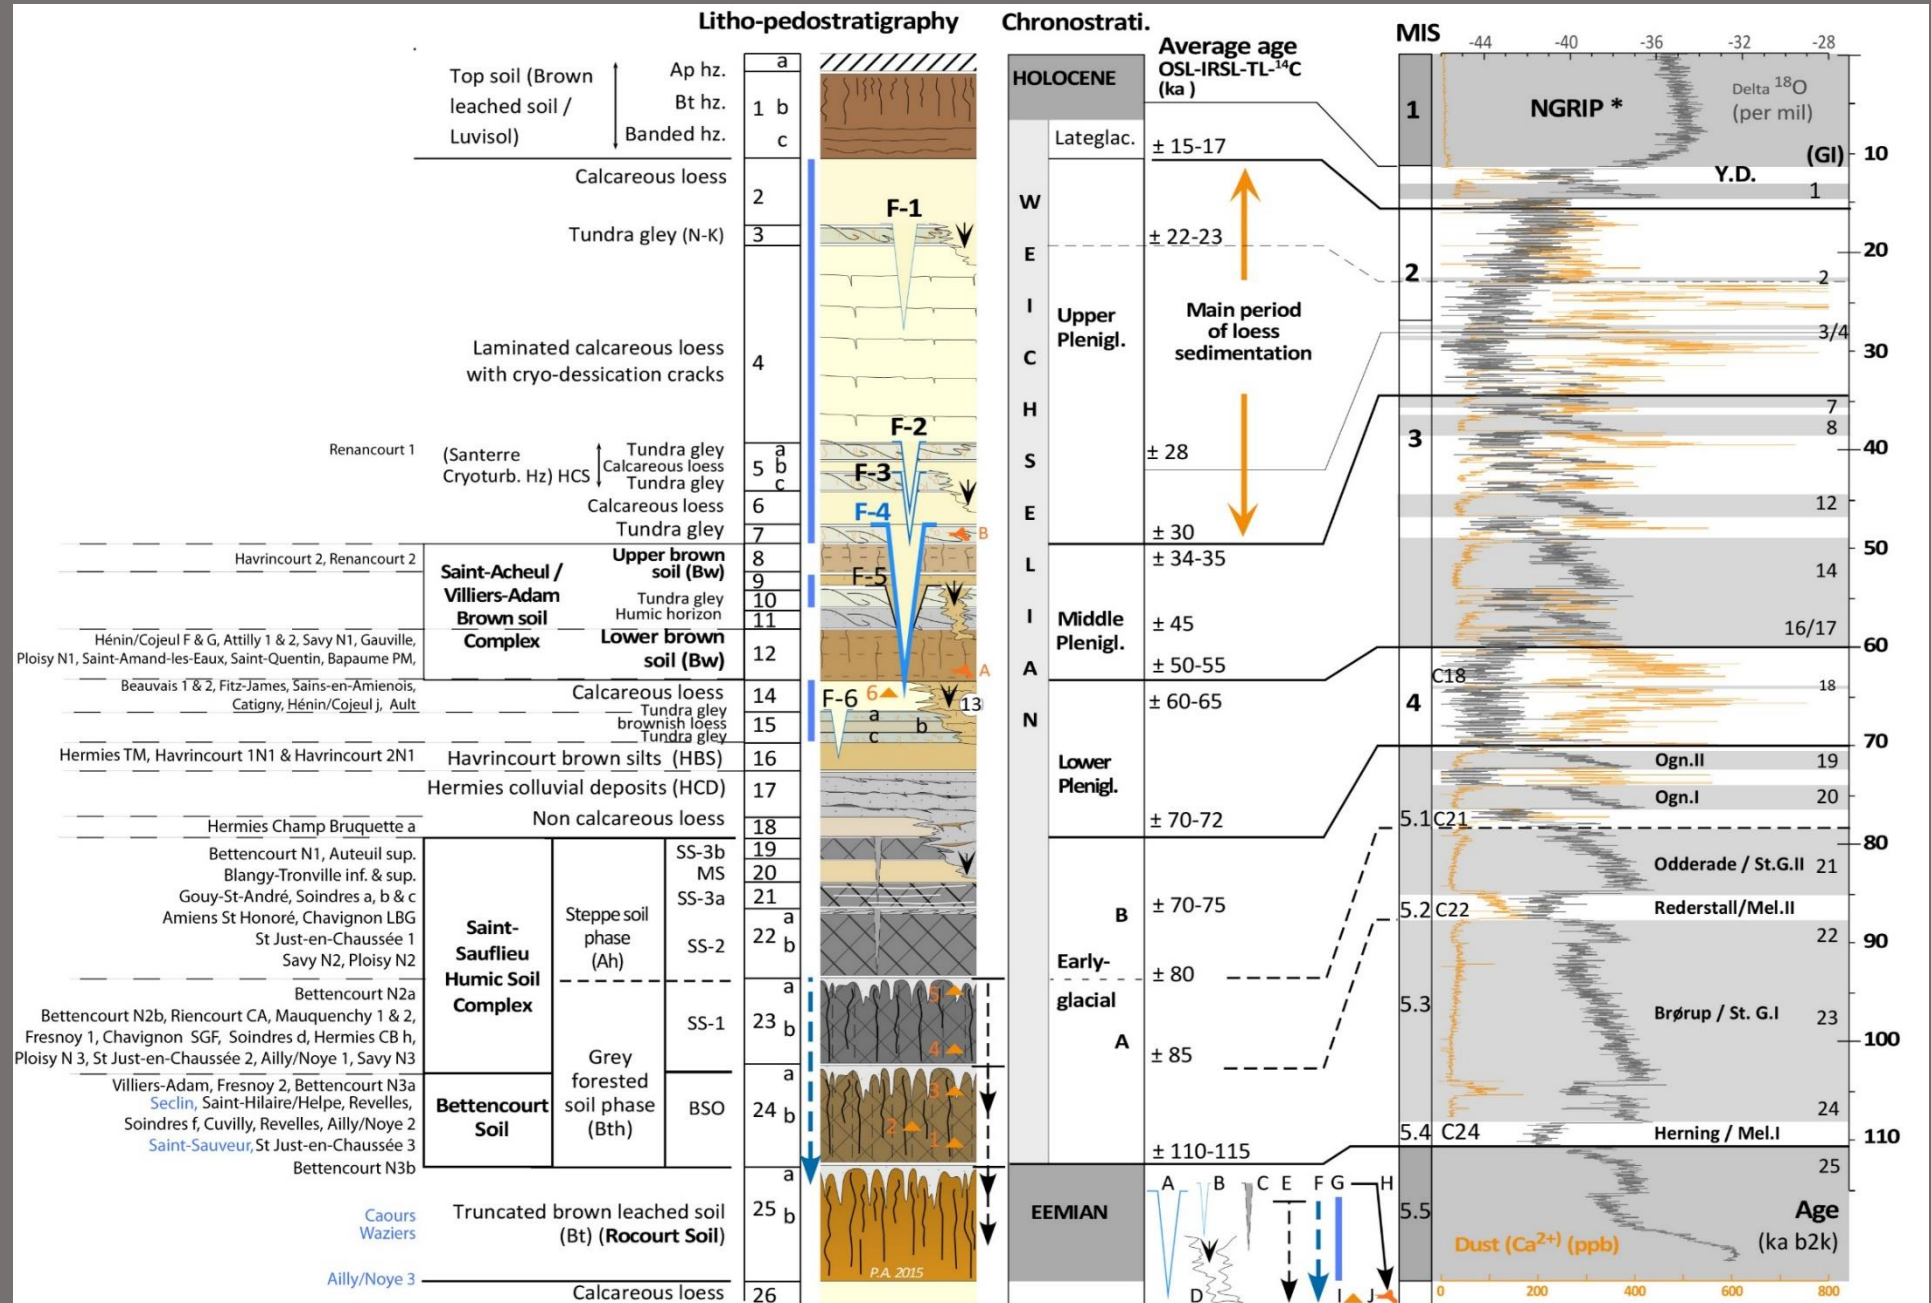 Litho-pedostratigraphy
Top soil (Brown
leached soil /
Luvisol)
Ap hz.
Bt hz.
Banded hz.
1
a
b
c
Calcareous loess
2
Tundra gley (N-K)
3
Laminated calcareous loess
with cryo-dessication cracks
4
Renancourt 1
(Santerre
Cryoturb. Hz) HCS
Tundra gley
Calcareous loess
Tundra gley
5
a
b
c
Calcareous loess
6
Tundra gley
7
Havrincourt 2, Renancourt 2
Saint-Acheul /
Villiers-Adam
Brown soil
Complex
Upper brown
soil (Bw)
8
9
Tundra gley
10
Humic horizon
11
Hénin/Cojeul F & G, Attilly 1 & 2, Savy N1, Gauville,
Ploisy N1, Saint-Amand-les-Eaux, Saint-Quentin, Bapaume PM,
Lower brown
soil (Bw)
12
Beauvais 1 & 2, Fitz-James, Sains-en-Amienois,
Catigny, Hénin/Cojeul j, Ault
Calcareous loess
14
Tundra gley
brownish loess
Tundra gley
15
Hermies TM, Havrincourt 1N1 & Havrincourt 2N1
Havrincourt brown silts (HBS)
16
Hermies colluvial deposits (HCD)
17
Hermies Champ Bruquette a
Non calcareous loess
18
Bettencourt N1, Auteuil sup.
Blangy-Tronville inf. & sup.
Gouy-St-André, Soindres a, b & c
Amiens St Honoré, Chavignon LBG
St Just-en-Chaussée 1
Savy N2, Ploisy N2
Saint-
Sauflieu
Humic Soil
Complex
Steppe soil
phase
(Ah)
SS-3b
19
MS
20
SS-3a
21
SS-2
22
a
b
Bettencourt N2a
Bettencourt N2b, Riencourt CA, Mauquenchy 1 & 2,
Fresnoy 1, Chavignon SGF, Soindres d, Hermies CB h,
Ploisy N 3, St Just-en-Chaussée 2, Ailly/Noye 1, Savy N3
SS-1
23
a
b
Grey
forested
soil phase
(Bth)
Villiers-Adam, Fresnoy 2, Bettencourt N3a
Seclin, Saint-Hilaire/Helpe, Revelles,
Soindres f, Cuvilly, Revelles, Ailly/Noye 2
Saint-Sauveur, St Just-en-Chaussée 3
Bettencourt N3b
Bettencourt
Soil
BSO
24
a
b
Caours
Waziers
Truncated brown leached soil
(Bt) (Rocourt Soil)
25
a
b
Ailly/Noye 3
Calcareous loess
26
F-1
F-2
F-3
F-4
B
F-5
A
F-6
6
13
a
b
c
5
4
3
2
1
P.A. 2015
Chronostrati.
HOLOCENE
WEICHSELIAN
Lateglac.
Upper
Plenigl.
Middle
Plenigl.
Lower
Plenigl.
B
Early-
glacial
A
EEMIAN
Average age
OSL-IRSL-TL-14C
(ka )
± 15-17
± 22-23
Main period
of loess
sedimentation
± 28
± 30
± 34-35
± 45
± 50-55
± 60-65
± 70-72
± 70-75
± 80
± 85
± 110-115
A B C E F G H
D I J
MIS
1
2
3
4
5.1 C21
5.2 C22
5.3
5.4 C24
5.5
C18
-44 -40 -36 -32 -28
NGRIP *
Delta 18O
(per mil)
(GI)
Y.D.
1
2
3/4
7
8
12
14
16/17
18
Ogn.II 19
Ogn.I 20
Odderade / St.G.II 21
Rederstall/Mel.II
22
Brørup / St. G.I 23
24
Herning / Mel.I
25
10
20
30
40
50
60
70
80
90
100
110
Age
(ka b2k)
Dust (Ca2+) (ppb)
0 200 400 600 800